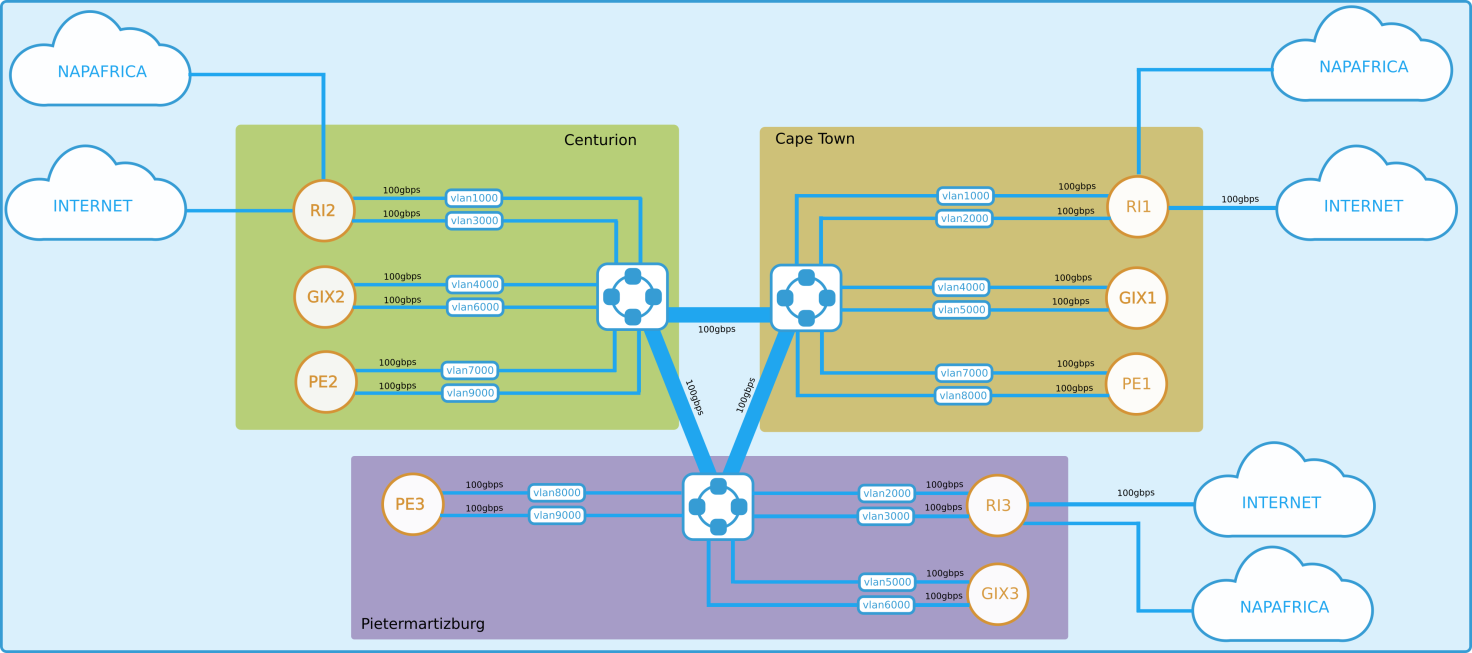 NAPAFRICA
INTERNET
NAPAFRICA
INTERNET
100gbps
Centurion
RI2
100gbps
vlan1000
100gbps
vlan3000
GIX2
100gbps
vlan4000
100gbps
vlan6000
PE2
100gbps
vlan7000
100gbps
vlan9000
100gbps
100gbps
100gbps
Cape Town
vlan1000
100gbps
vlan2000
100gbps
RI1
vlan4000
100gbps
vlan5000
100gbps
GIX1
vlan7000
100gbps
vlan8000
100gbps
PE1
PE3
100gbps
vlan8000
100gbps
vlan9000
vlan2000
100gbps
vlan3000
100gbps
RI3
vlan5000
100gbps
vlan6000
100gbps
GIX3
Pietermartizburg
100gbps
INTERNET
NAPAFRICA